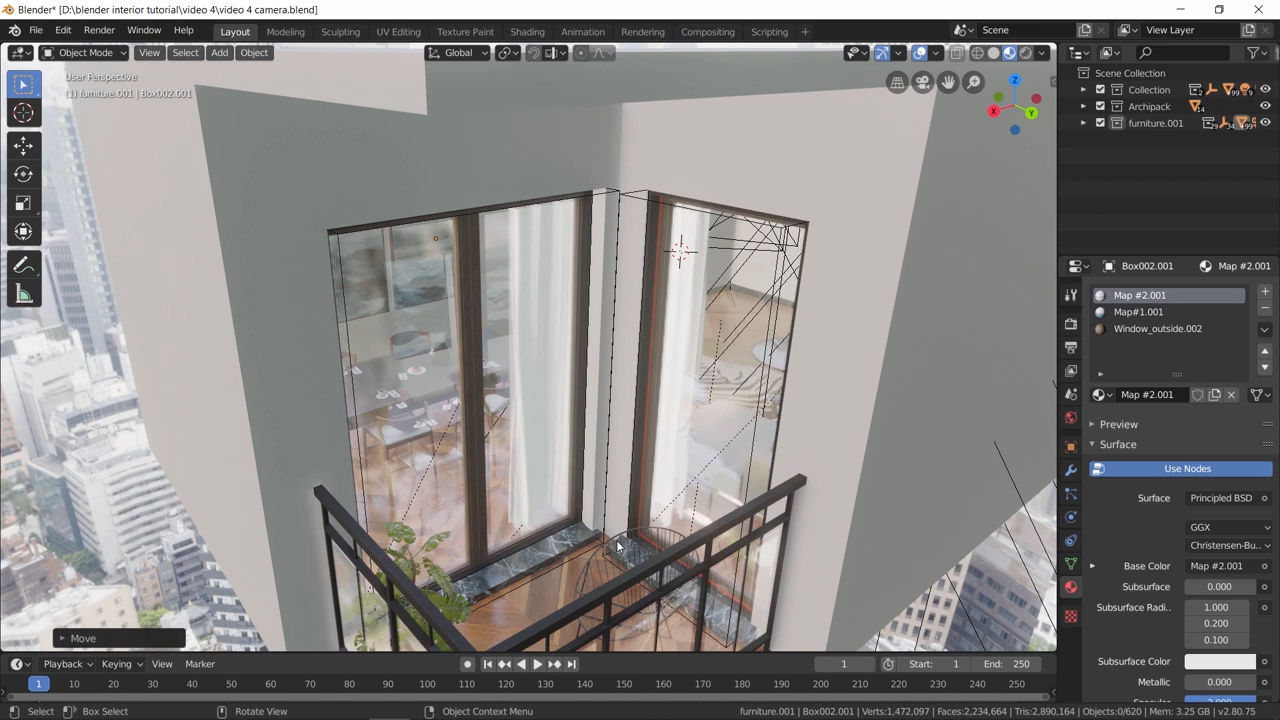 Blender* [D:\blender interior tutorial\video 4\video 4 camera.blend]
File Edit Render Window Help Layout Modeling Sculpting UV Editing Texture Paint Shading Animation Rendering Compositing Scripting Scene View Layer
Object Mode View Select Add Object Global
User Perspective
(1) furniture.001 | Box002.001
Scene Collection
Collection
Archipack
furniture.001
X Y Z
Box002.001 Map #2.001
Map #2.001
Map#1.001
Window_outside.002
Map #2.001
Preview
Surface
Use Nodes
Surface Principled BSD
GGX
Christensen-Bu..
Base Color Map #2.001
Subsurface 0.000
Subsurface Radi.. 1.000
0.200
0.100
Subsurface Color
Metallic 0.000
Move
Playback Keying View Marker 1 Start: 1 End: 250
1 10 20 30 40 50 60 70 80 90 100 110 120 130 140 150 160 170 180 190 200 210 220 230 240 250
Select Box Select Rotate View Object Context Menu furniture.001 | Box002.001 | Verts:1,472,097 | Faces:2,234,664 | Tris:2,890,164 | Objects:0/620 | Mem: 3.25 GB | v2.80.75